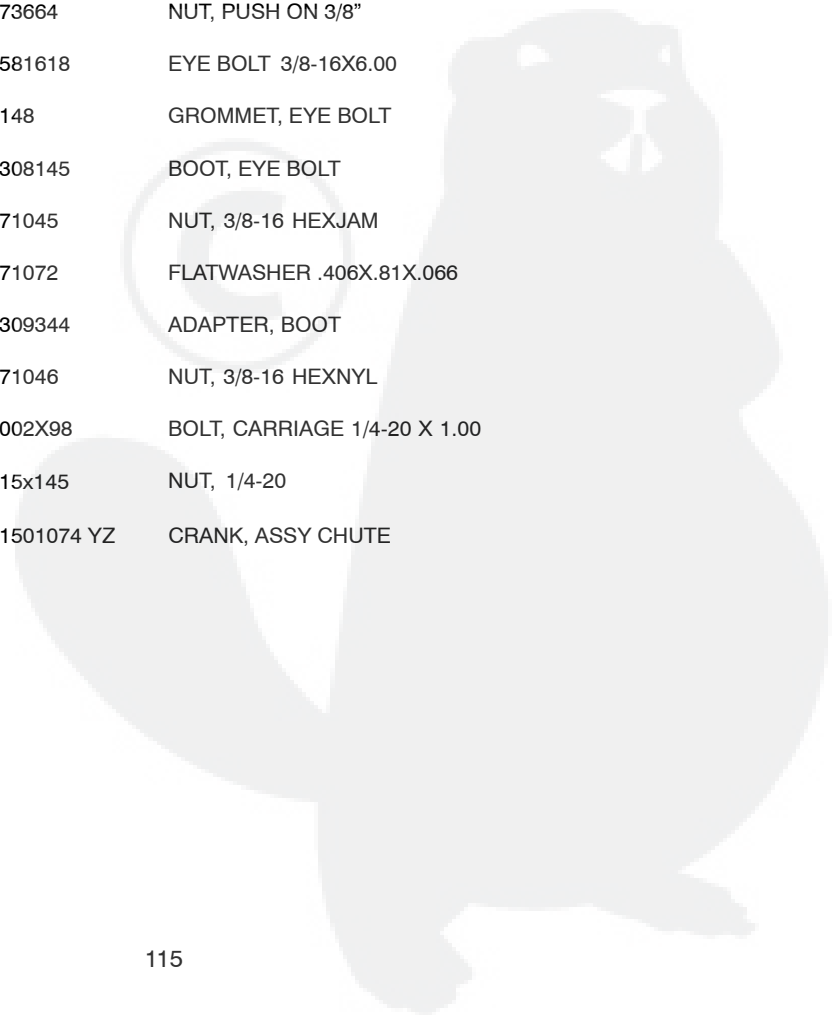 73664 NUT, PUSH ON 3/8”
581618 EYE BOLT 3/8-16X6.00
148 GROMMET, EYE BOLT
308145 BOOT, EYE BOLT
71045 NUT, 3/8-16 HEXJAM
71072 FLATWASHER .406X.81X.066
309344 ADAPTER, BOOT
71046 NUT, 3/8-16 HEXNYL
002X98 BOLT, CARRIAGE 1/4-20 X 1.00
15x145 NUT, 1/4-20
1501074 YZ CRANK, ASSY CHUTE
115
©